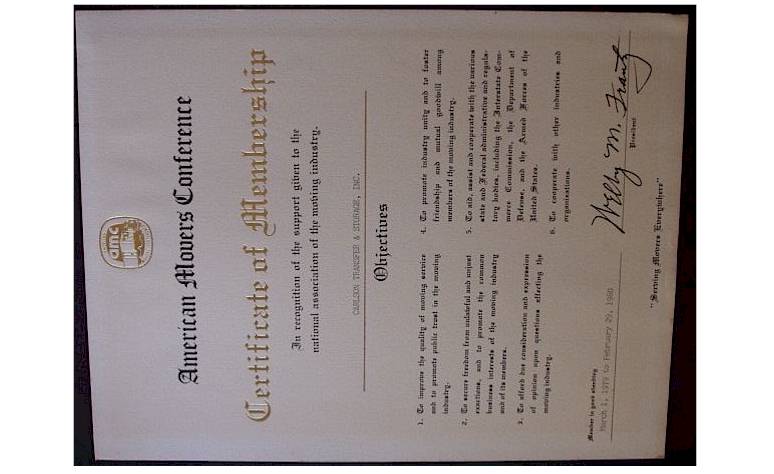 amc
American Movers Conference
Certificate of Membership
In recognition of the support given to the
national association of the moving industry.
CARLSON TRANSFER & STORAGE, INC.
Objectives
1. To improve the quality of moving service
and to promote public trust in the moving
industry.
2. To secure freedom from unlawful and unjust
exactions, and to promote the common
business interests of the moving industry
and of its members.
3. To afford due consideration and expression
of opinion upon questions affecting the
moving industry.
4. To promote industry unity and to foster
friendship and mutual goodwill among
members of the moving industry.
5. To aid, assist and cooperate with the various
state and Federal administrative and regula-
tory bodies, including the Interstate Com-
merce Commission, the Department of
Defense, and the Armed Forces of the
United States.
6. To cooperate with other industries and
organizations.
Member in good standing
March 1, 1979 to February 29, 1980
Welby M. Frantz
President
"Serving Movers Everywhere"